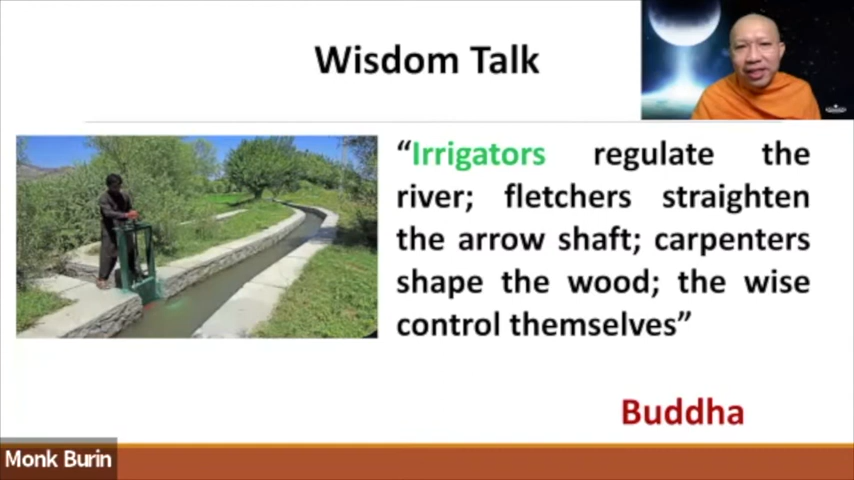 Wisdom Talk
“Irrigators regulate the
river; fletchers straighten
the arrow shaft; carpenters
shape the wood; the wise
control themselves”
Buddha
Monk Burin